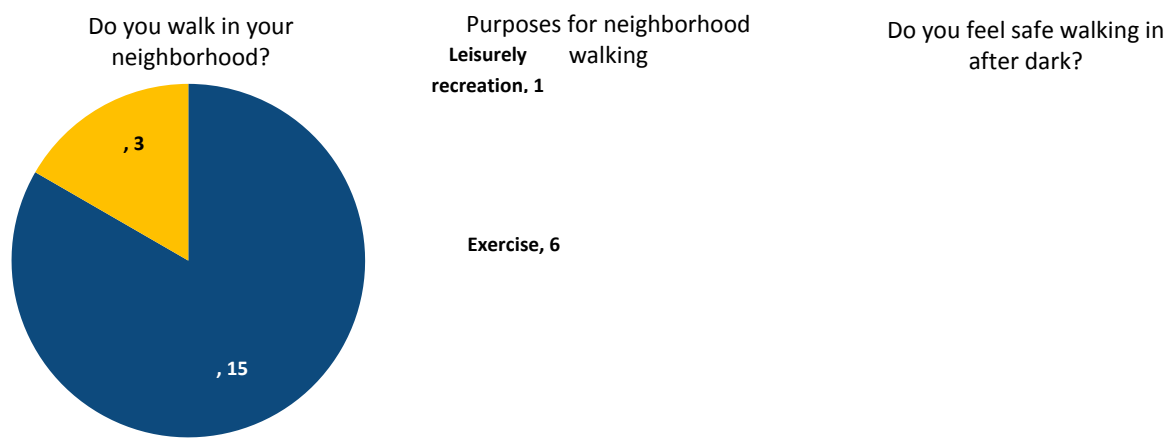 Do you walk in your
neighborhood?
, 3
, 15
Purposes for neighborhood
walking
Leisurely
recreation, 1
Exercise, 6
Do you feel safe walking in
after dark?